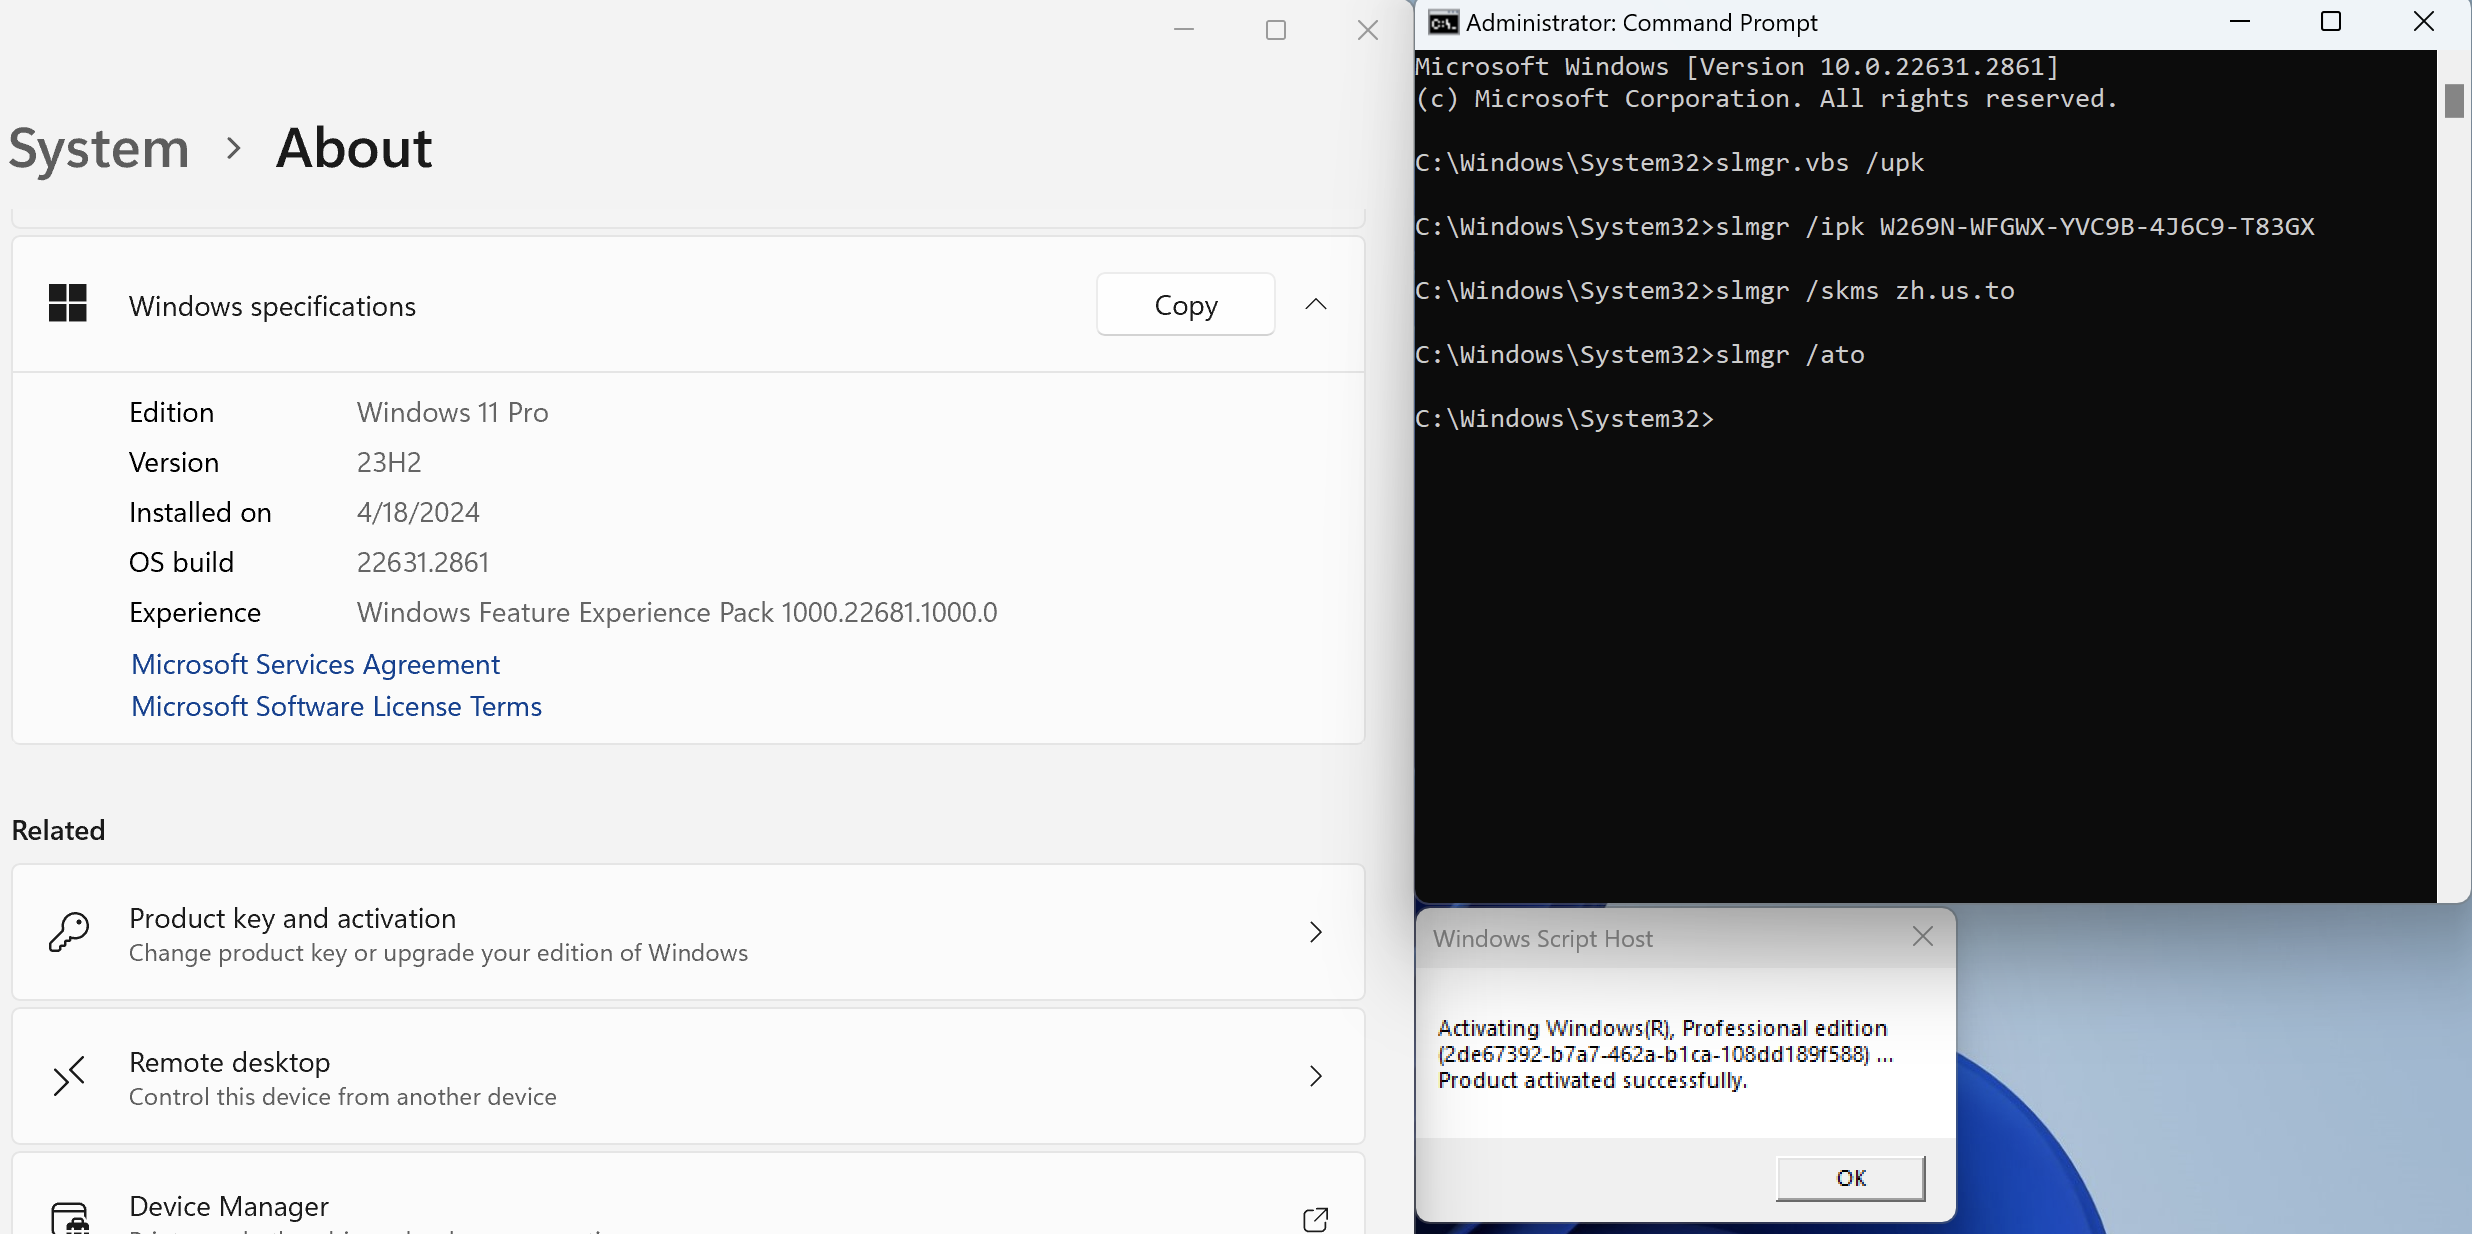 System > About
Windows specifications
Copy
Edition Windows 11 Pro
Version 23H2
Installed on 4/18/2024
OS build 22631.2861
Experience Windows Feature Experience Pack 1000.22681.1000.0
Microsoft Services Agreement
Microsoft Software License Terms
Related
Product key and activation
Change product key or upgrade your edition of Windows
Remote desktop
Control this device from another device
Device Manager
Administrator: Command Prompt
Microsoft Windows [Version 10.0.22631.2861]
(c) Microsoft Corporation. All rights reserved.
C:\Windows\System32>slmgr.vbs /upk
C:\Windows\System32>slmgr /ipk W269N-WFGWX-YVC9B-4J6C9-T83GX
C:\Windows\System32>slmgr /skms zh.us.to
C:\Windows\System32>slmgr /ato
C:\Windows\System32>
Windows Script Host
Activating Windows(R), Professional edition
(2de67392-b7a7-462a-b1ca-108dd189f588) ...
Product activated successfully.
OK